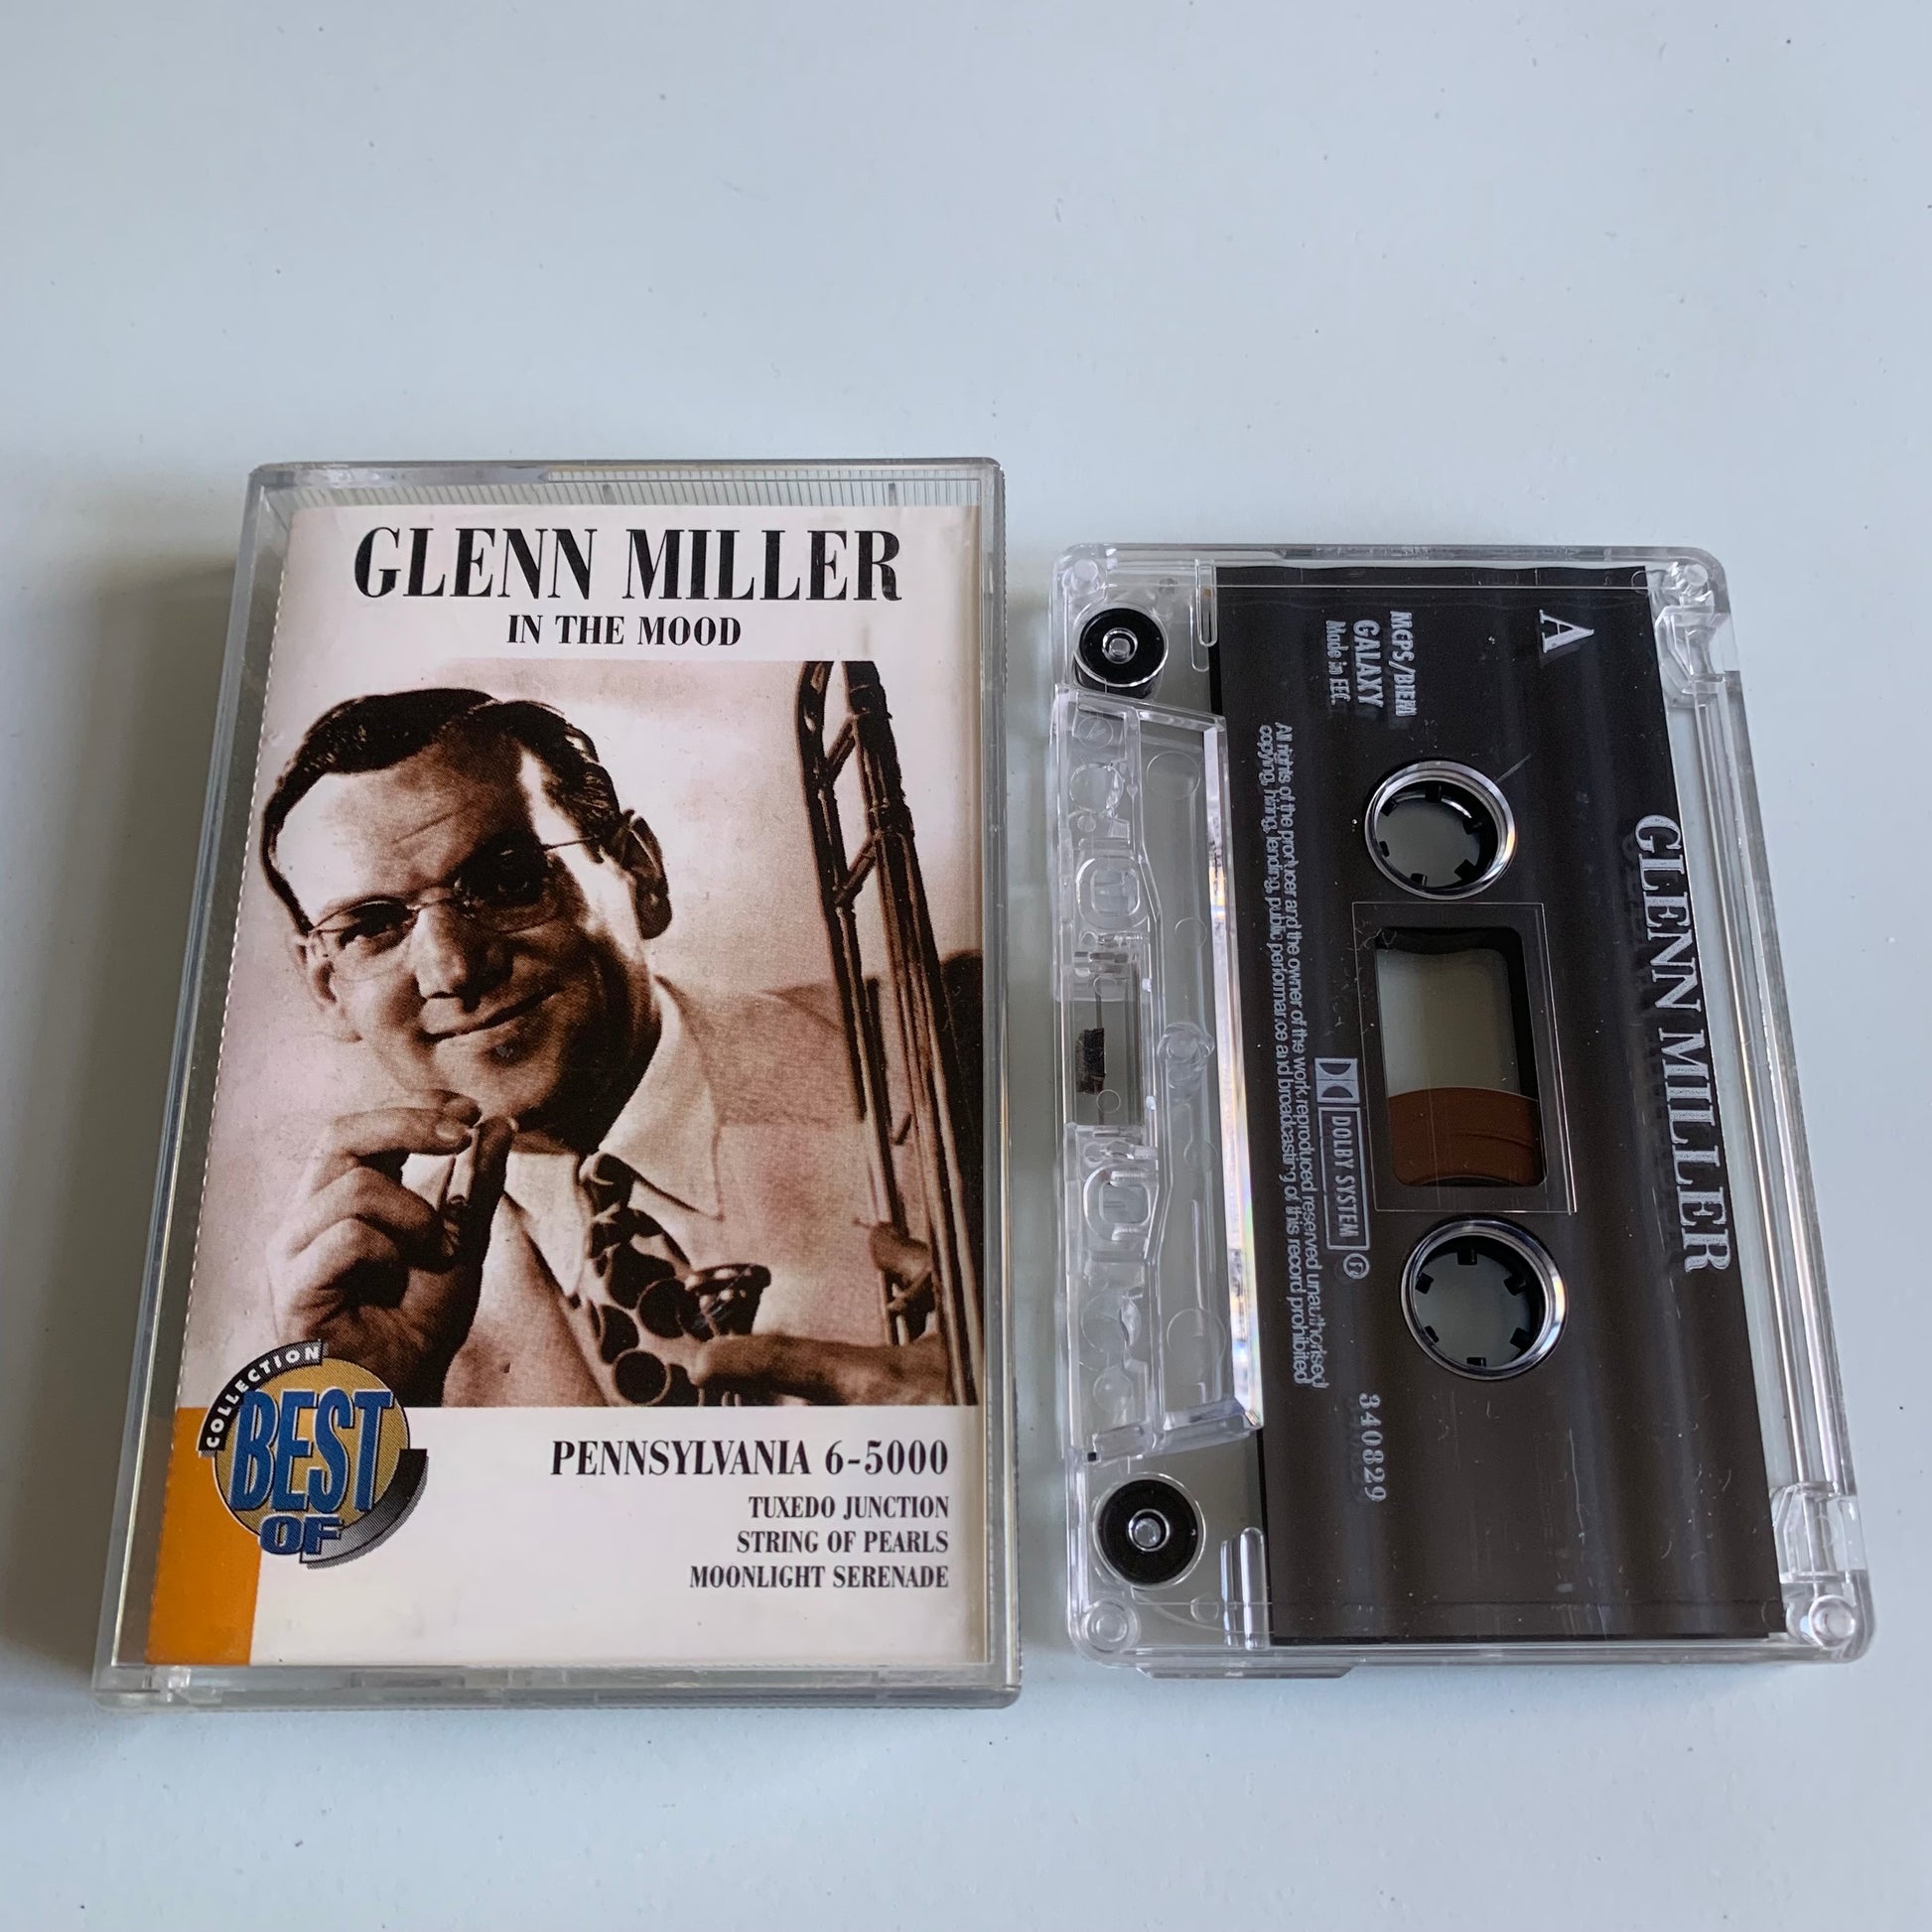 GLENN MILLER
IN THE MOOD
COLLECTION
BEST
OF
PENNSYLVANIA 6-5000
TUXEDO JUNCTION
STRING OF PEARLS
MOONLIGHT SERENADE
GLENN MILLER
A
MCPS/BIEM
GALAXY
Made in EEC
DOLBY SYSTEM
340829
All rights of the producer and the owner of the work reproduced reserved unauthorised
copying, hiring, lending, public performance and broadcasting of this record prohibited